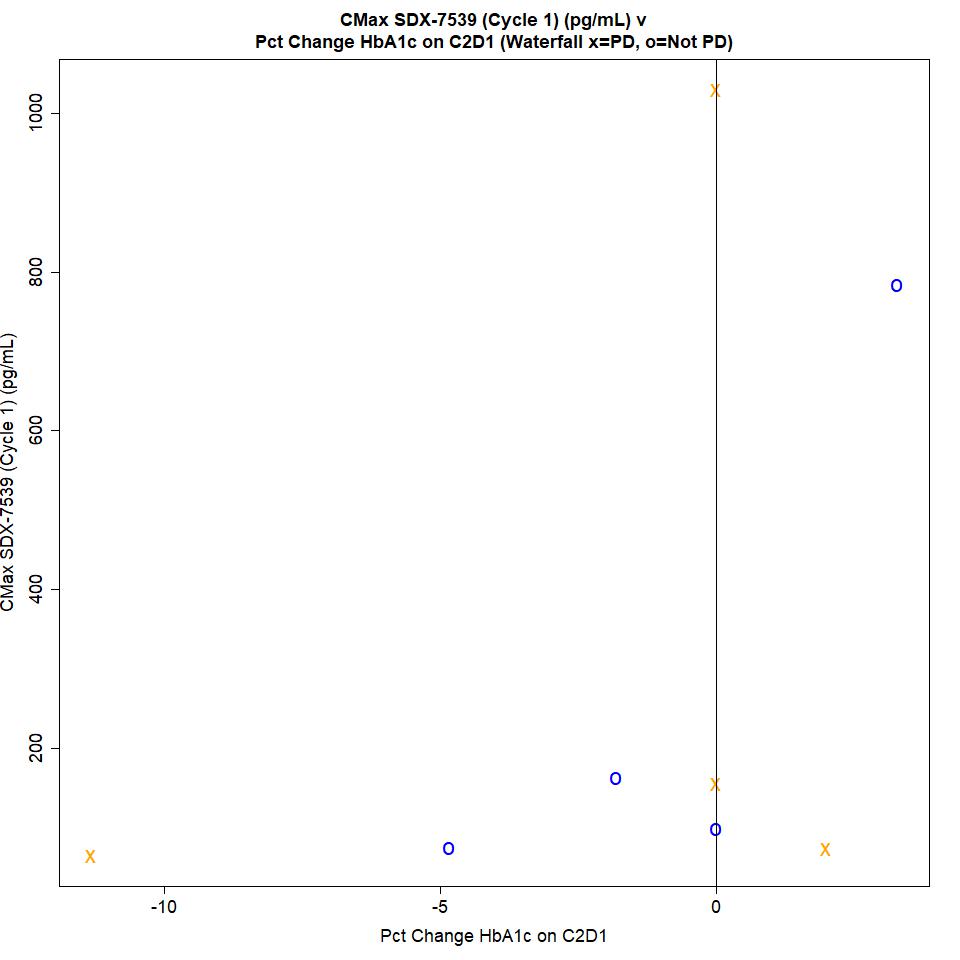 CMax SDX-7539 (Cycle 1) (pg/mL) v
Pct Change HbA1c on C2D1 (Waterfall x=PD, o=Not PD)
CMax SDX-7539 (Cycle 1) (pg/mL)
1000
800
600
400
200
X
O
O
X
O
O
X
X
-10
-5
0
Pct Change HbA1c on C2D1